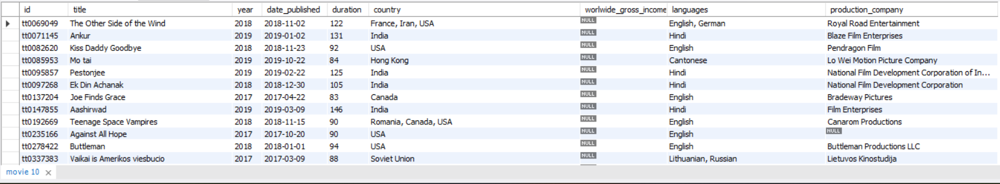 id title year date_published duration country worlwide_gross_income languages production_company
tt0069049 The Other Side of the Wind 2018 2018-11-02 122 France, Iran, USA NULL English, German Royal Road Entertainment
tt0071145 Ankur 2019 2019-01-02 131 India NULL Hindi Blaze Film Enterprises
tt0082620 Kiss Daddy Goodbye 2018 2018-11-23 92 USA NULL English Pendragon Film
tt0085953 Mo tai 2019 2019-10-22 84 Hong Kong NULL Cantonese Lo Wei Motion Picture Company
tt0095857 Pestonjee 2019 2019-02-22 125 India NULL Hindi National Film Development Corporation of In...
tt0097268 Ek Din Achanak 2018 2018-12-30 105 India NULL Hindi National Film Development Corporation
tt0137204 Joe Finds Grace 2017 2017-04-22 83 Canada NULL English Bradeway Pictures
tt0147855 Aashirwad 2019 2019-03-09 146 India NULL Hindi Film Enterprises
tt0192669 Teenage Space Vampires 2018 2018-11-15 90 Romania, Canada, USA NULL English Canarom Productions
tt0235166 Against All Hope 2017 2017-10-20 90 USA NULL English NULL
tt0278422 Buttleman 2018 2018-01-01 94 USA NULL English Buttleman Productions LLC
tt0337383 Vaikai is Amerikos viesbucio 2017 2017-03-09 88 Soviet Union NULL Lithuanian, Russian Lietuvos Kinostudija
movie 10